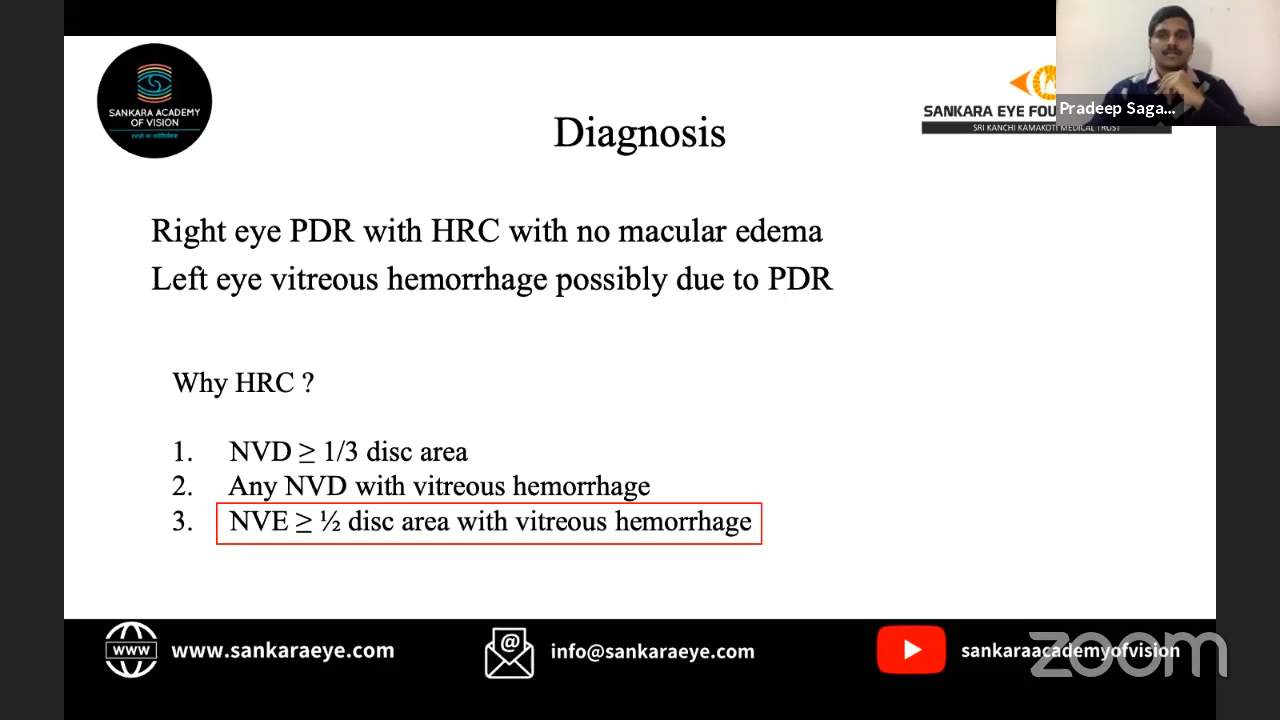 SANKARA ACADEMY
OF VISION
Diagnosis
SANKARA EYE FOU
SRI KANCHI KAMAKOTI MEDICAL TRUST
Pradeep Saga...
Right eye PDR with HRC with no macular edema
Left eye vitreous hemorrhage possibly due to PDR
Why HRC ?
1. NVD ≥ 1/3 disc area
2. Any NVD with vitreous hemorrhage
3. NVE ≥ ½ disc area with vitreous hemorrhage
www
www.sankaraeye.com
@
info@sankaraeye.com
sankaraacademyofvision
zoom